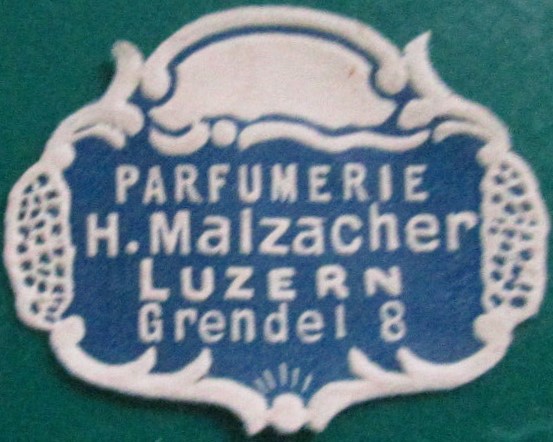 PARFUMERIE
H. Malzacher
LUZERN
Grendel 8